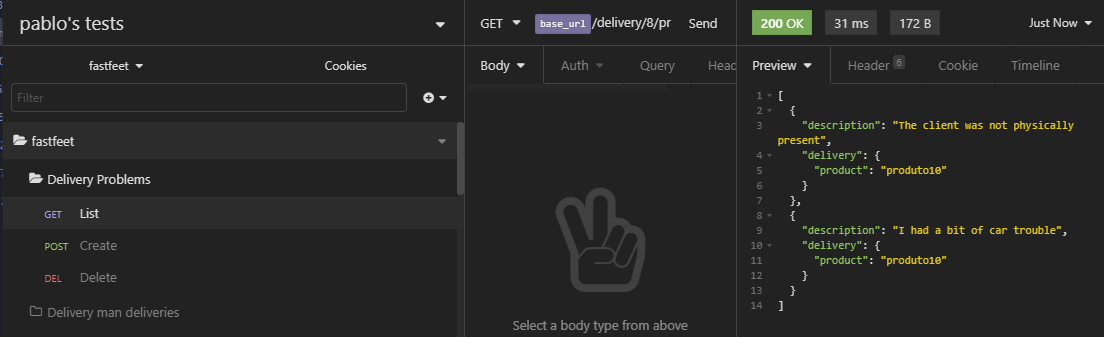 pablo's tests
fastfeet
Cookies
Filter
fastfeet
Delivery Problems
GET List
POST Create
DEL Delete
Delivery man deliveries
GET base_url/delivery/8/pr Send
Body Auth Query Head
Select a body type from above
200 OK 31 ms 172 B Just Now
Preview Header 6 Cookie Timeline
1 [
2 {
3 "description": "The client was not physically
present",
4 "delivery": {
5 "product": "produto10"
6 }
7 },
8 {
9 "description": "I had a bit of car trouble",
10 "delivery": {
11 "product": "produto10"
12 }
13 }
14 ]